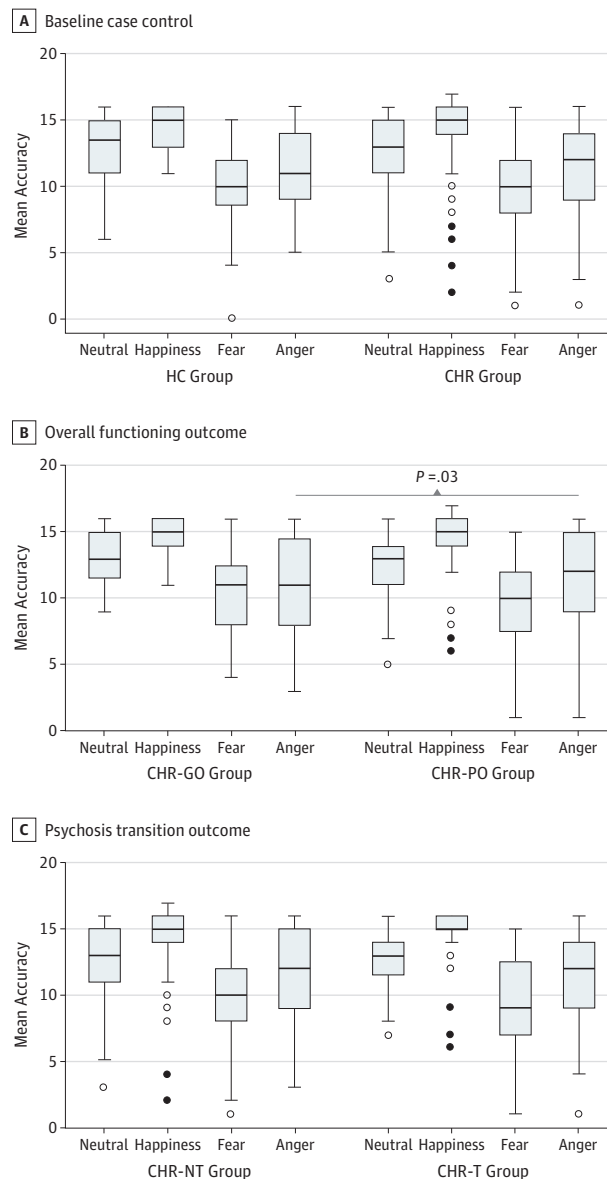 A Baseline case control
20
15
10
5
0
Mean Accuracy
Neutral Happiness Fear Anger Neutral Happiness Fear Anger
HC Group CHR Group
B Overall functioning outcome
20
15
10
5
0
Mean Accuracy
P =.03
Neutral Happiness Fear Anger Neutral Happiness Fear Anger
CHR-GO Group CHR-PO Group
C Psychosis transition outcome
20
15
10
5
0
Mean Accuracy
Neutral Happiness Fear Anger Neutral Happiness Fear Anger
CHR-NT Group CHR-T Group